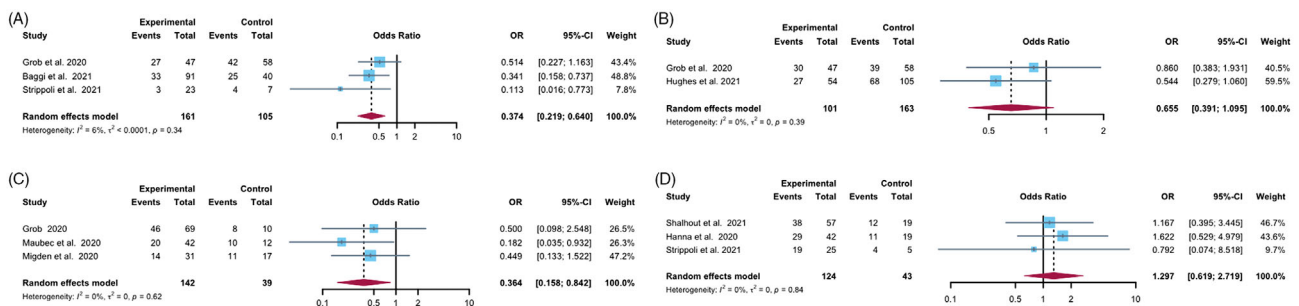 (A)
Experimental Control
Study Events Total Events Total Odds Ratio OR 95%-CI Weight
Grob et al. 2020 27 47 42 58 0.514 [0.227; 1.163] 43.4%
Baggi et al. 2021 33 91 25 40 0.341 [0.158; 0.737] 48.8%
Strippoli et al. 2021 3 23 4 7 0.113 [0.016; 0.773] 7.8%
Random effects model 161 105 0.374 [0.219; 0.640] 100.0%
Heterogeneity: I² = 6%, τ² < 0.0001, p = 0.34
0.1 0.5 1 2 10
(B)
Experimental Control
Study Events Total Events Total Odds Ratio OR 95%-CI Weight
Grob et al. 2020 30 47 39 58 0.860 [0.383; 1.931] 40.5%
Hughes et al. 2021 27 54 68 105 0.544 [0.279; 1.060] 59.5%
Random effects model 101 163 0.655 [0.391; 1.095] 100.0%
Heterogeneity: I² = 0%, τ² = 0, p = 0.39
0.5 1 2
(C)
Experimental Control
Study Events Total Events Total Odds Ratio OR 95%-CI Weight
Grob 2020 46 69 8 10 0.500 [0.098; 2.548] 26.5%
Maubec et al. 2020 20 42 10 12 0.182 [0.035; 0.932] 26.3%
Migden et al. 2020 14 31 11 17 0.449 [0.133; 1.522] 47.2%
Random effects model 142 39 0.364 [0.158; 0.842] 100.0%
Heterogeneity: I² = 0%, τ² = 0, p = 0.62
0.1 0.5 1 2 10
(D)
Experimental Control
Study Events Total Events Total Odds Ratio OR 95%-CI Weight
Shalhout et al. 2021 38 57 12 19 1.167 [0.395; 3.445] 46.7%
Hanna et al. 2020 29 42 11 19 1.622 [0.529; 4.979] 43.6%
Strippoli et al. 2021 19 25 4 5 0.792 [0.074; 8.518] 9.7%
Random effects model 124 43 1.297 [0.619; 2.719] 100.0%
Heterogeneity: I² = 0%, τ² = 0, p = 0.84
0.1 0.5 1 2 10